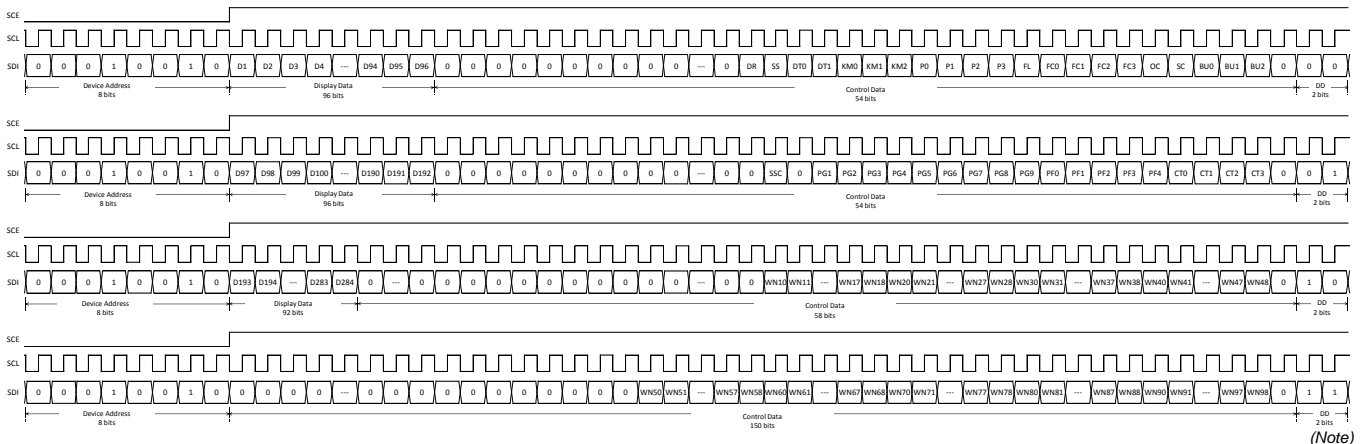 SCE
SCL
SDI 0 0 0 1 0 0 1 0 D1 D2 D3 D4 --- D94 D95 D96 0 0 0 0 0 0 0 0 0 0 --- 0 DR SS DT0 DT1 KM0 KM1 KM2 P0 P1 P2 P3 FL FC0 FC1 FC2 FC3 OC SC BU0 BU1 BU2 0 0 0
Device Address Display Data Control Data DD
8 bits 96 bits 54 bits 2 bits
SCE
SCL
SDI 0 0 0 1 0 0 1 0 D97 D98 D99 D100 --- D190 D191 D192 0 0 0 0 0 0 0 0 0 0 --- 0 0 SSC 0 PG1 PG2 PG3 PG4 PG5 PG6 PG7 PG8 PG9 PF0 PF1 PF2 PF3 PF4 CT0 CT1 CT2 CT3 0 0 1
Device Address Display Data Control Data DD
8 bits 96 bits 54 bits 2 bits
SCE
SCL
SDI 0 0 0 1 0 0 1 0 D193 D194 --- D283 D284 0 --- 0 0 0 0 0 0 0 0 0 0 0 --- 0 0 WN10 WN11 --- WN17 WN18 WN20 WN21 --- WN27 WN28 WN30 WN31 --- WN37 WN38 WN40 WN41 --- WN47 WN48 0 1 0
Device Address Display Data Control Data DD
8 bits 92 bits 58 bits 2 bits
SCE
SCL
SDI 0 0 0 1 0 0 1 0 0 0 0 0 --- 0 0 0 0 0 0 0 0 0 0 0 WN50 WN51 --- WN57 WN58 WN60 WN61 --- WN67 WN68 WN70 WN71 --- WN77 WN78 WN80 WN81 --- WN87 WN88 WN90 WN91 --- WN97 WN98 0 1 1
Device Address Control Data DD
8 bits 150 bits 2 bits
(Note)